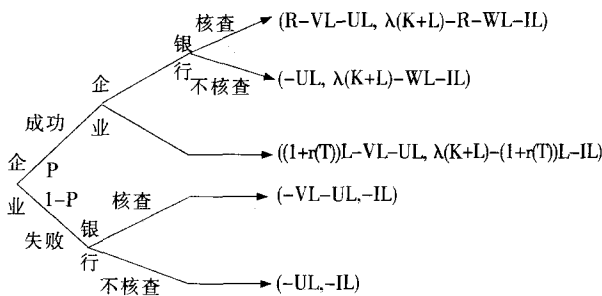 核查
(R-VL-UL, λ(K+L)-R-WL-IL)
银
行
不核查
(-UL, λ(K+L)-WL-IL)
企
业
成功
((1+r(T))L-VL-UL, λ(K+L)-(1+r(T))L-IL)
企
业
P
1-P
核查
(-VL-UL,-IL)
银
行
失败
不核查
(-UL,-IL)